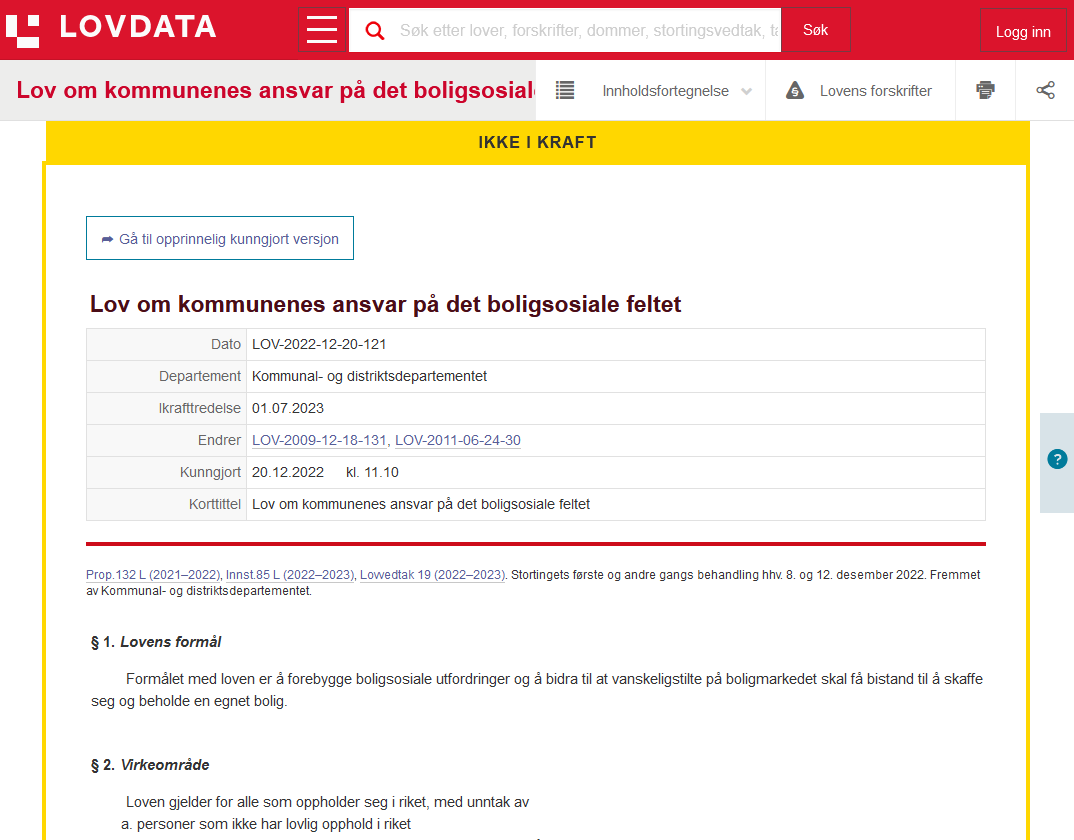 LOVDATA
Søk etter lover, forskrifter, dommer, stortingsvedtak,
Søk
Logg inn
Lov om kommunenes ansvar på det boligsosiale
Innholdsfortegnelse
Lovens forskrifter
IKKE I KRAFT
➦ Gå til opprinnelig kunngjort versjon
Lov om kommunenes ansvar på det boligsosiale feltet
Dato LOV-2022-12-20-121
Departement Kommunal- og distriktsdepartementet
Ikrafttredelse 01.07.2023
Endrer LOV-2009-12-18-131, LOV-2011-06-24-30
Kunngjort 20.12.2022 kl. 11.10
?
Korttittel Lov om kommunenes ansvar på det boligsosiale feltet
Prop.132 L (2021–2022), Innst.85 L (2022–2023), Lovvedtak 19 (2022–2023). Stortingets første og andre gangs behandling hhv. 8. og 12. desember 2022. Fremmet
av Kommunal- og distriktsdepartementet.
§ 1. Lovens formål
Formålet med loven er å forebygge boligsosiale utfordringer og å bidra til at vanskeligstilte på boligmarkedet skal få bistand til å skaffe
seg og beholde en egnet bolig.
§ 2. Virkeområde
Loven gjelder for alle som oppholder seg i riket, med unntak av
a. personer som ikke har lovlig opphold i riket